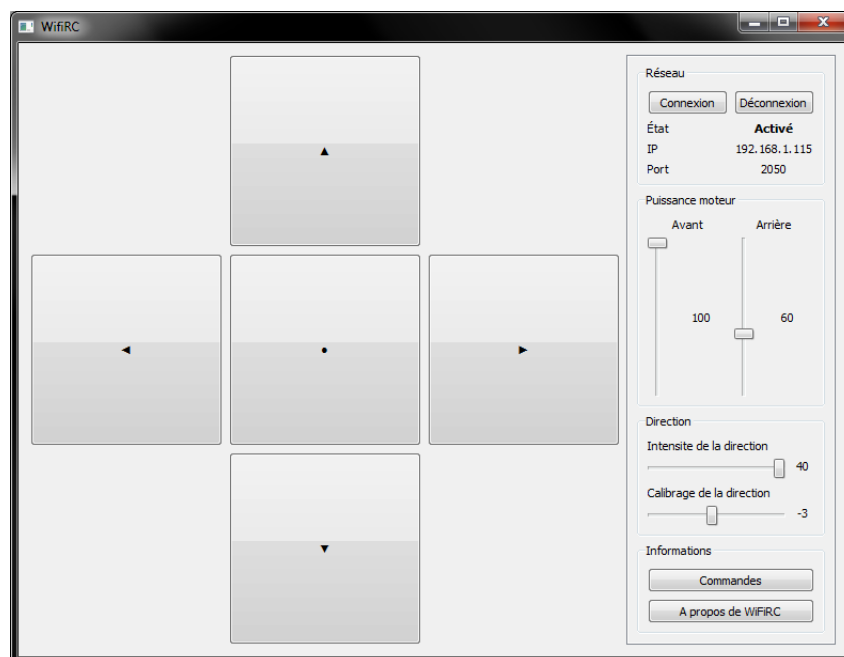 WifiRC
Réseau
Connexion Déconnexion
État Activé
IP 192.168.1.115
Port 2050
Puissance moteur
Avant Arrière
100 60
Direction
Intensite de la direction
40
Calibrage de la direction
-3
Informations
Commandes
A propos de WiFiRC